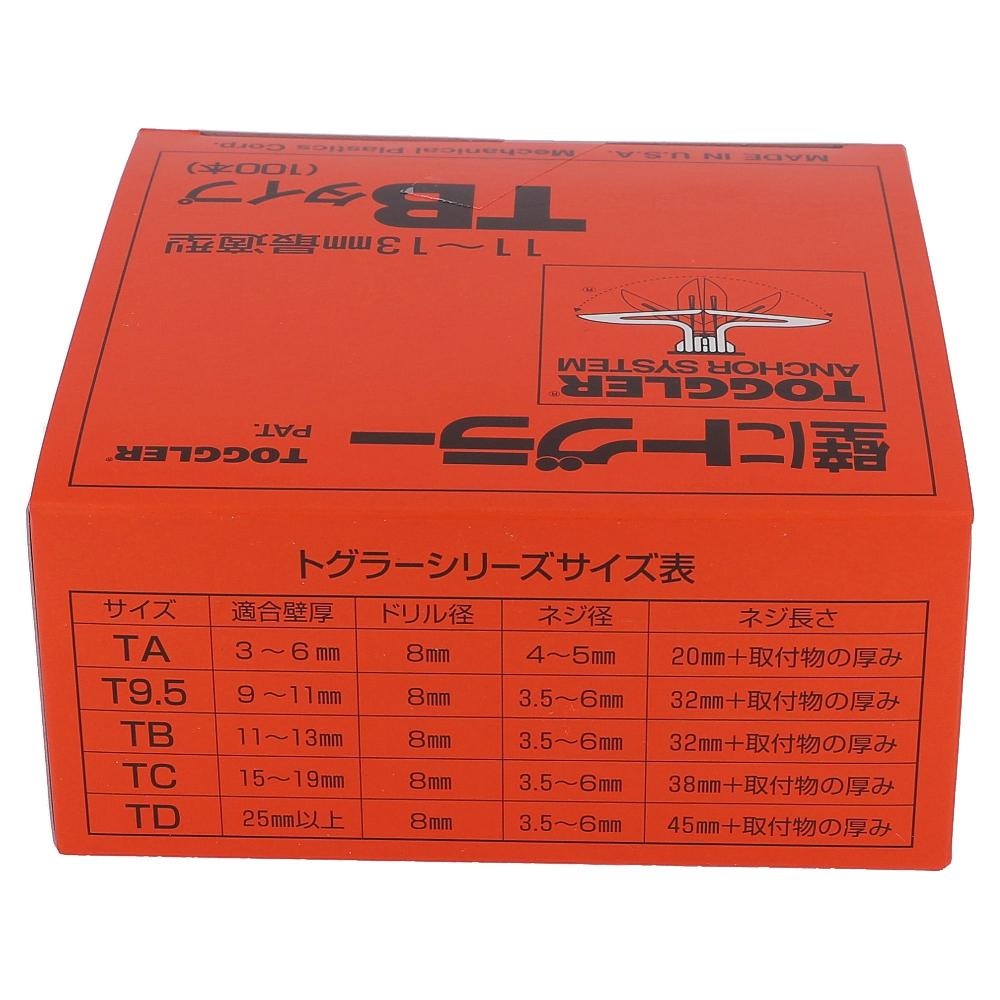 壁にトグラー
TOGGLER®
PAT.
TOGGLER®
ANCHOR SYSTEM
®
11～13mm最適型
TBタイプ
(100本)
MADE IN U.S.A. Mechanical Plastics Corp.
トグラーシリーズサイズ表
サイズ 適合壁厚 ドリル径 ネジ径 ネジ長さ
TA 3～6mm 8mm 4～5mm 20mm＋取付物の厚み
T9.5 9～11mm 8mm 3.5～6mm 32mm＋取付物の厚み
TB 11～13mm 8mm 3.5～6mm 32mm＋取付物の厚み
TC 15～19mm 8mm 3.5～6mm 38mm＋取付物の厚み
TD 25mm以上 8mm 3.5～6mm 45mm＋取付物の厚み